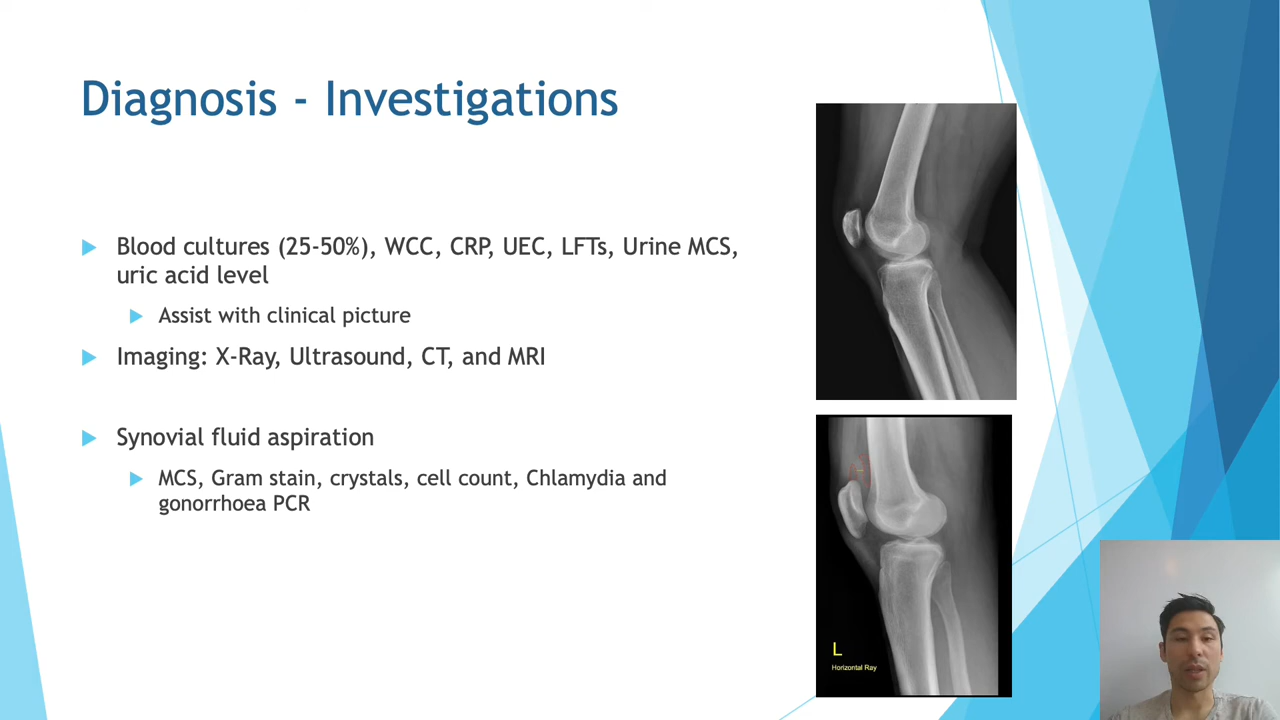 Diagnosis - Investigations
Blood cultures (25-50%), WCC, CRP, UEC, LFTs, Urine MCS,
uric acid level
Assist with clinical picture
Imaging: X-Ray, Ultrasound, CT, and MRI
Synovial fluid aspiration
MCS, Gram stain, crystals, cell count, Chlamydia and
gonorrhoea PCR
L
Horizontal Ray